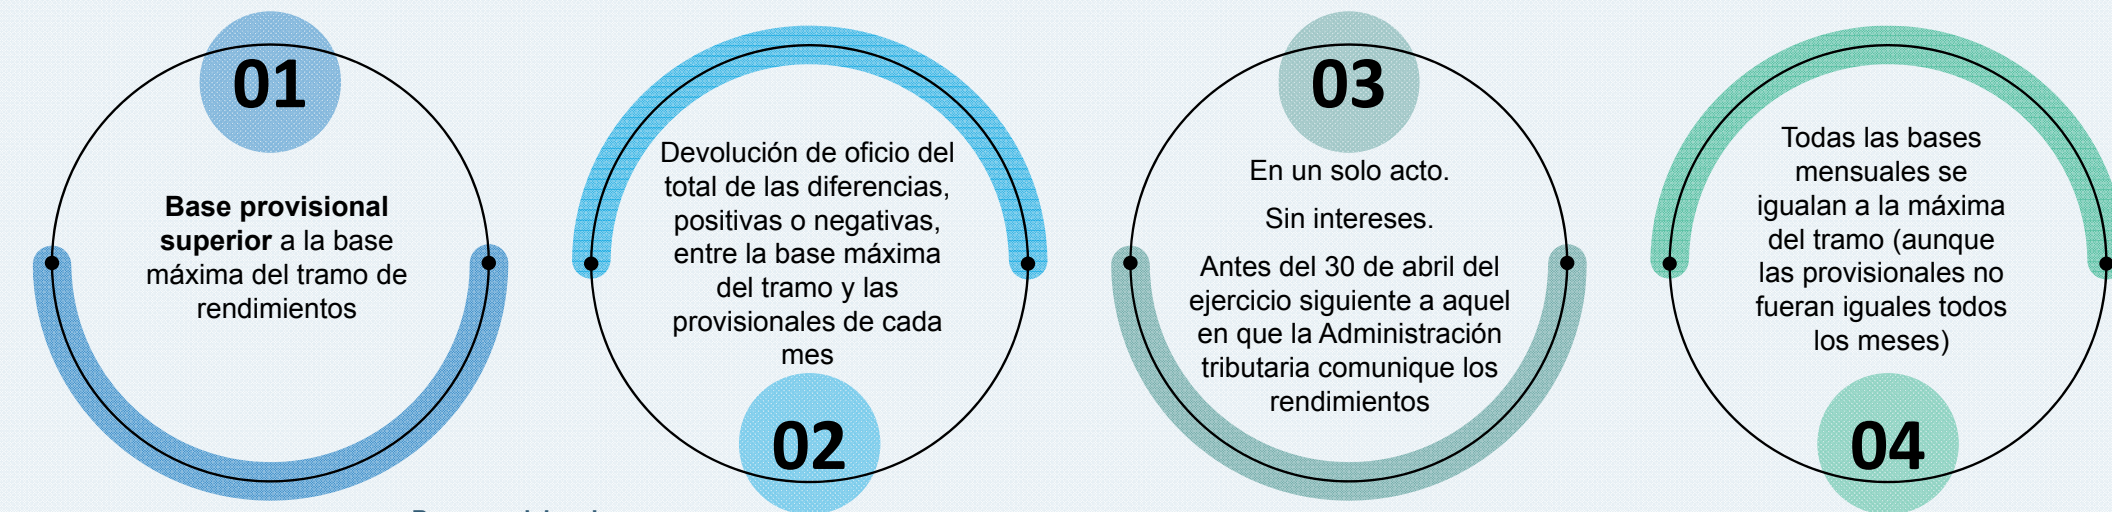 01
Base provisional
superior a la base
máxima del tramo de
rendimientos
Devolución de oficio del
total de las diferencias,
positivas o negativas,
entre la base máxima
del tramo y las
provisionales de cada
mes
02
03
En un solo acto.
Sin intereses.
Antes del 30 de abril del
ejercicio siguiente a aquel
en que la Administración
tributaria comunique los
rendimientos
Todas las bases
mensuales se
igualan a la máxima
del tramo (aunque
las provisionales no
fueran iguales todos
los meses)
04